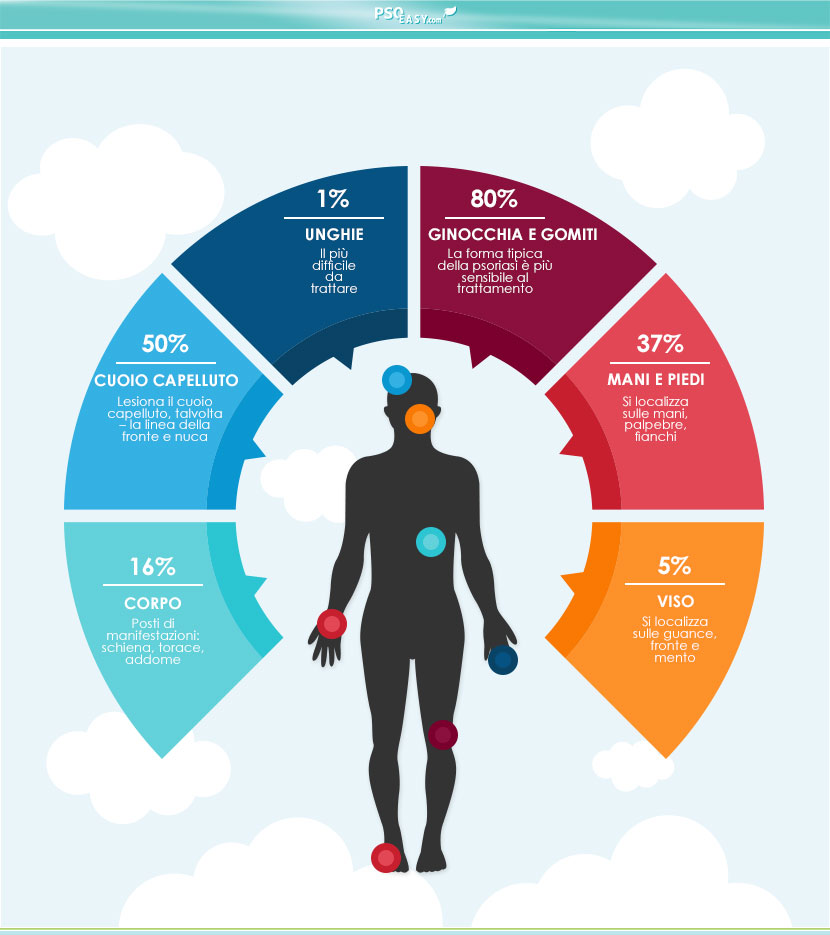 PSO
EASY.com
1%
UNGHIE
Il più
difficile
da
trattare
80%
GINOCCHIA E GOMITI
La forma tipica
della psoriasi è più
sensibile al
trattamento
50%
CUOIO CAPELLUTO
Lesiona il cuoio
capelluto, talvolta
– la linea della
fronte e nuca
37%
MANI E PIEDI
Si localizza
sulle mani,
palpebre,
fianchi
16%
CORPO
Posti di
manifestazioni:
schiena, torace,
addome
5%
VISO
Si localizza
sulle guance,
fronte e
mento